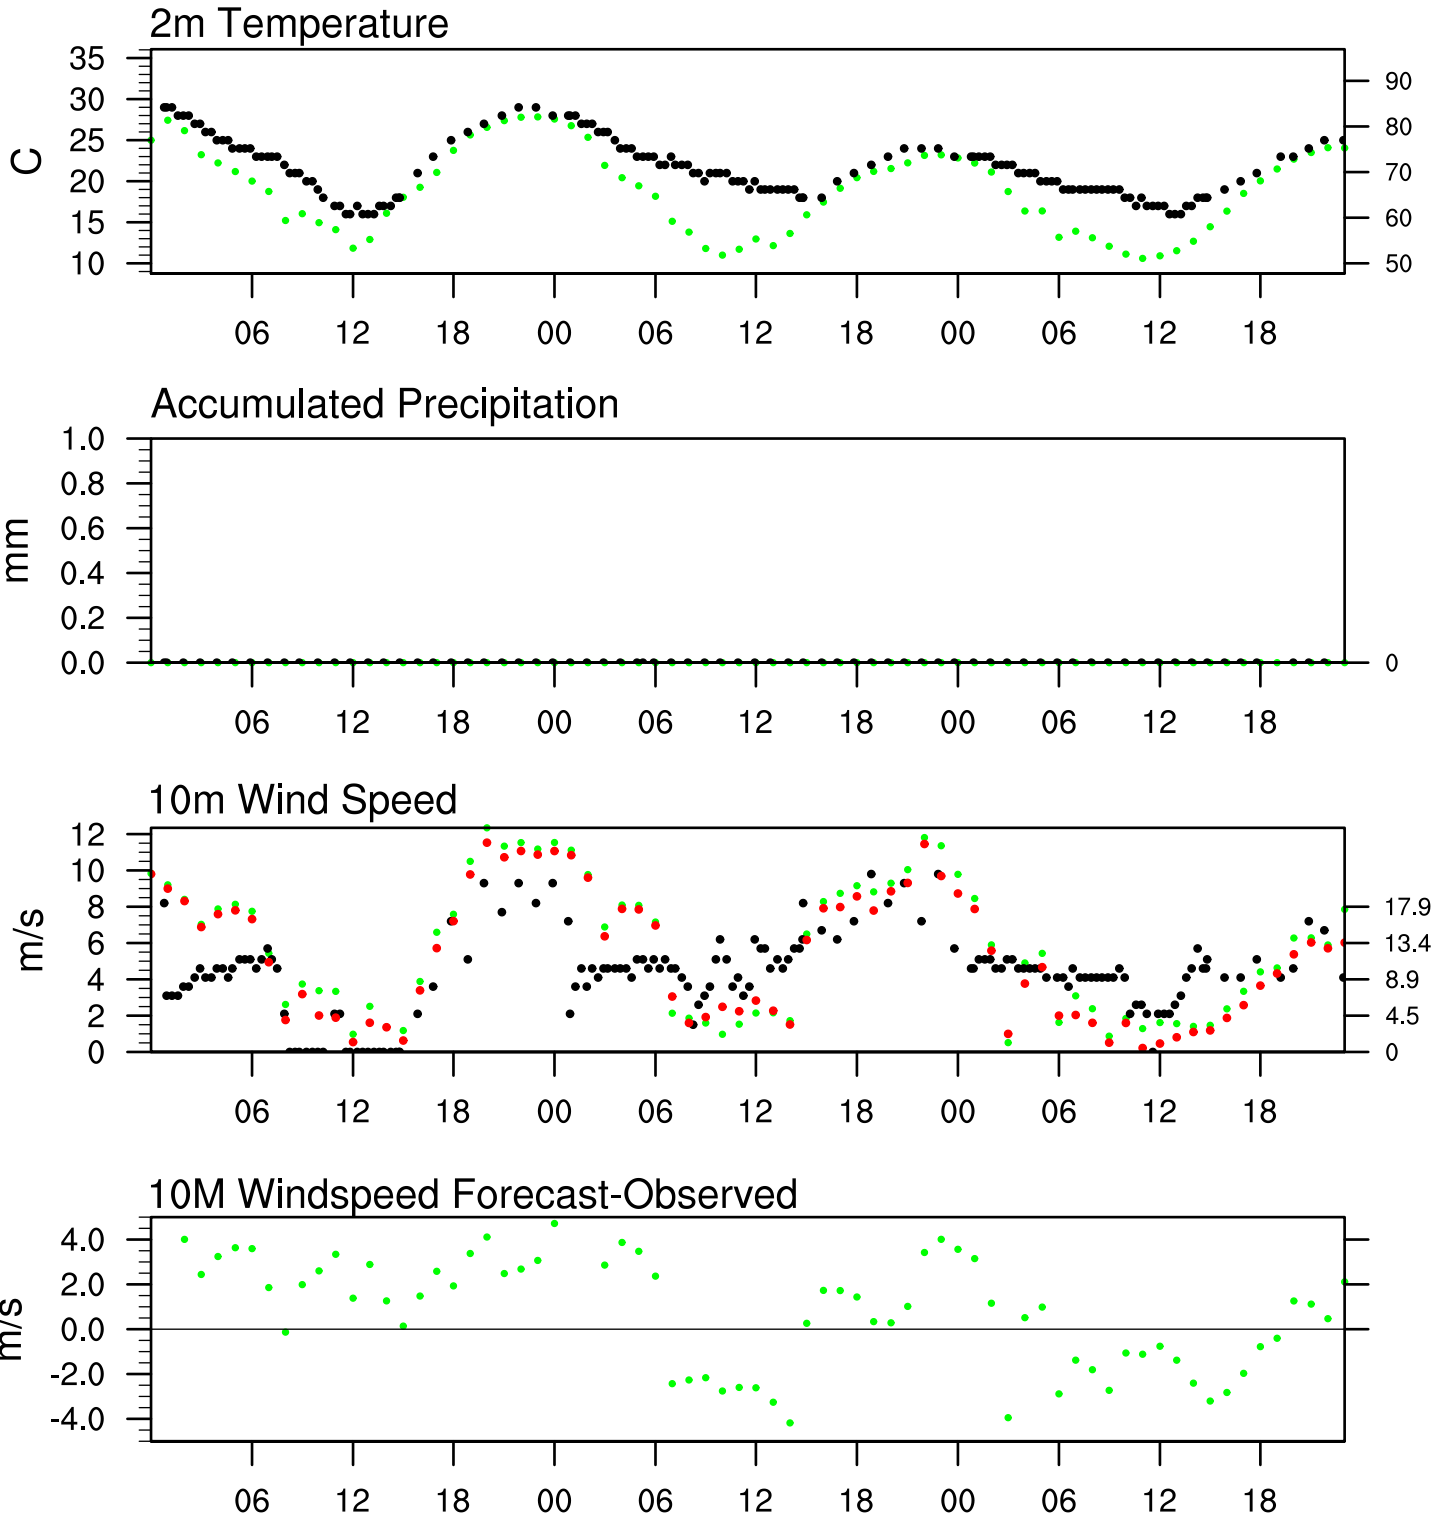 2m Temperature
35
30 90
25 80
C
20 70
15 60
10 50
06 12 18 00 06 12 18 00 06 12 18
Accumulated Precipitation
1.0
0.8
0.6
mm
0.4
0.2
0.0 0
06 12 18 00 06 12 18 00 06 12 18
10m Wind Speed
12
10
8 17.9
6 13.4
m/s
4 8.9
2 4.5
0 0
06 12 18 00 06 12 18 00 06 12 18
10M Windspeed Forecast-Observed
4.0
2.0
0.0
m/s
-2.0
-4.0
06 12 18 00 06 12 18 00 06 12 18